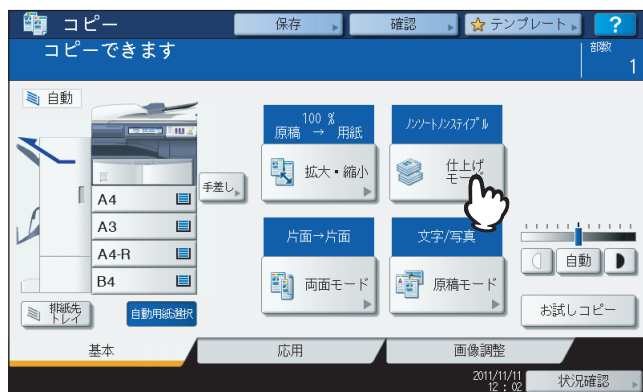 コピー
保存
確認
テンプレート
?
コピーできます
部数
1
自動
100 %
原稿 → 用紙
ノンソートノンステイプル
拡大・縮小
仕上げ
モード
手差し
A4
A3
A4-R
B4
片面→片面
文字/写真
両面モード
原稿モード
自動
排紙先
トレイ
自動用紙選択
お試しコピー
基本
応用
画像調整
2011/11/11
12 : 02
状況確認